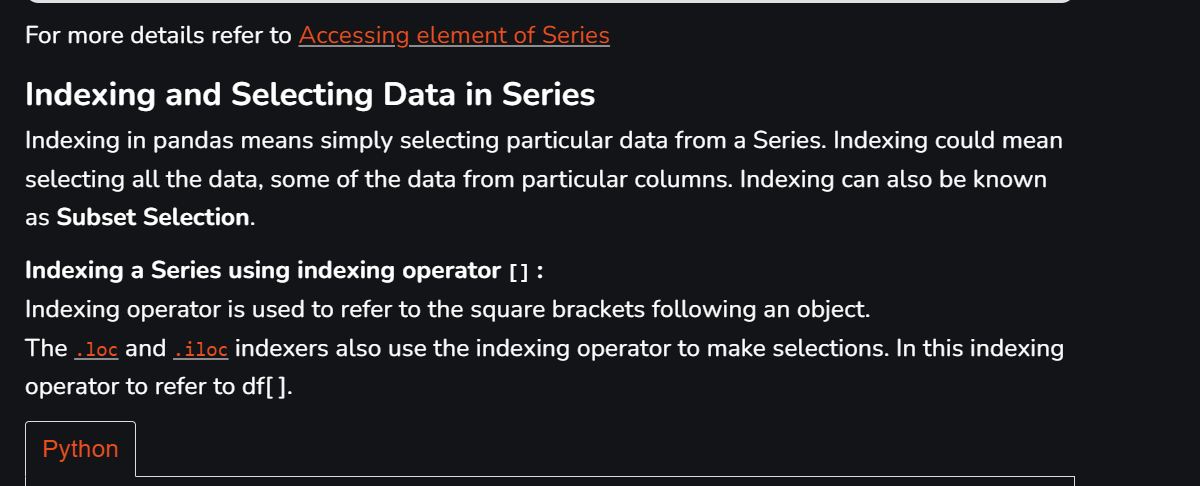 For more details refer to Accessing element of Series
Indexing and Selecting Data in Series
Indexing in pandas means simply selecting particular data from a Series. Indexing could mean
selecting all the data, some of the data from particular columns. Indexing can also be known
as Subset Selection.
Indexing a Series using indexing operator [] :
Indexing operator is used to refer to the square brackets following an object.
The .loc and .iloc indexers also use the indexing operator to make selections. In this indexing
operator to refer to df[ ].
Python